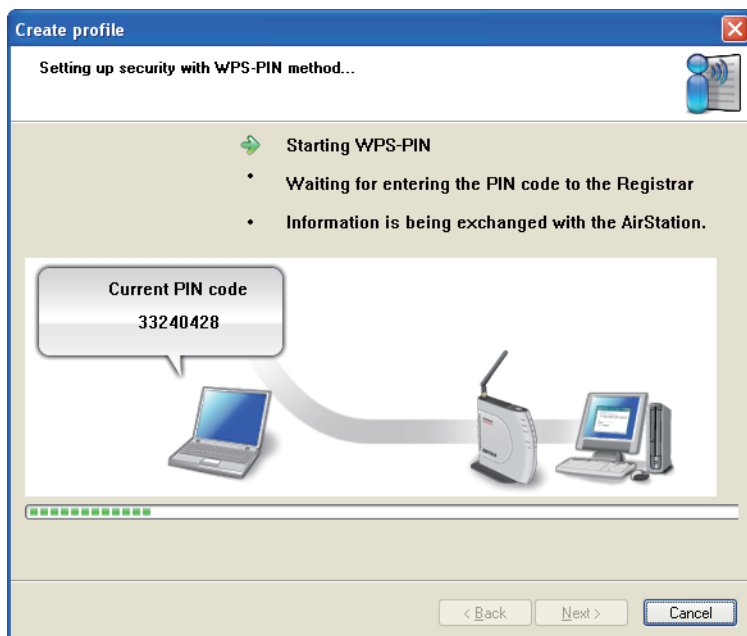 Create profile
Setting up security with WPS-PIN method...
Starting WPS-PIN
Waiting for entering the PIN code to the Registrar
Information is being exchanged with the AirStation.
Current PIN code
33240428
< Back
Next >
Cancel